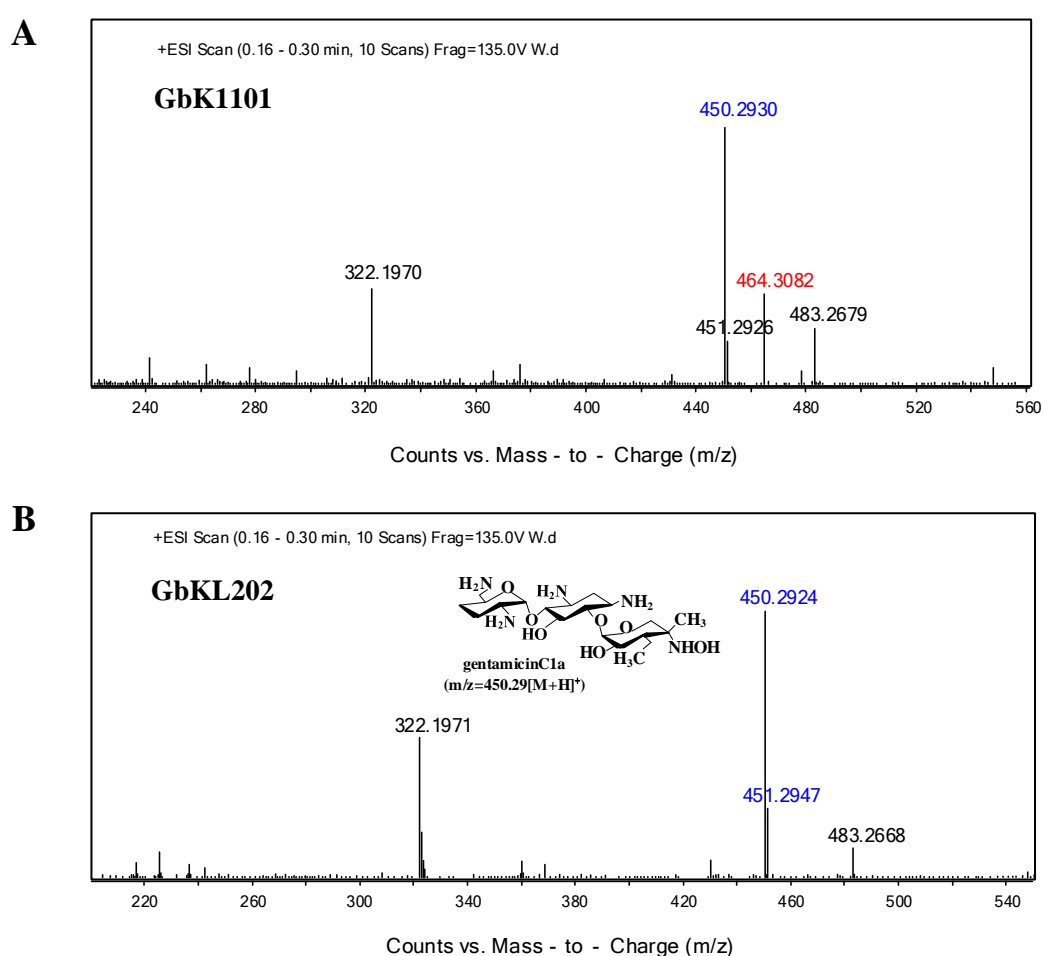 A
+ESI Scan (0.16 - 0.30 min, 10 Scans) Frag=135.0V W.d
GbK1101
450.2930
322.1970
464.3082
451.2926
483.2679
240 280 320 360 400 440 480 520 560
Counts vs. Mass - to - Charge (m/z)
B
+ESI Scan (0.16 - 0.30 min, 10 Scans) Frag=135.0V W.d
GbKL202
H₂N
O
H₂N
NH₂
H₂N
O
HO
O
O
CH₃
HO
H₃C
NHOH
gentamicinC1a
(m/z=450.29[M+H]⁺)
450.2924
322.1971
451.2947
483.2668
220 260 300 340 380 420 460 500 540
Counts vs. Mass - to - Charge (m/z)